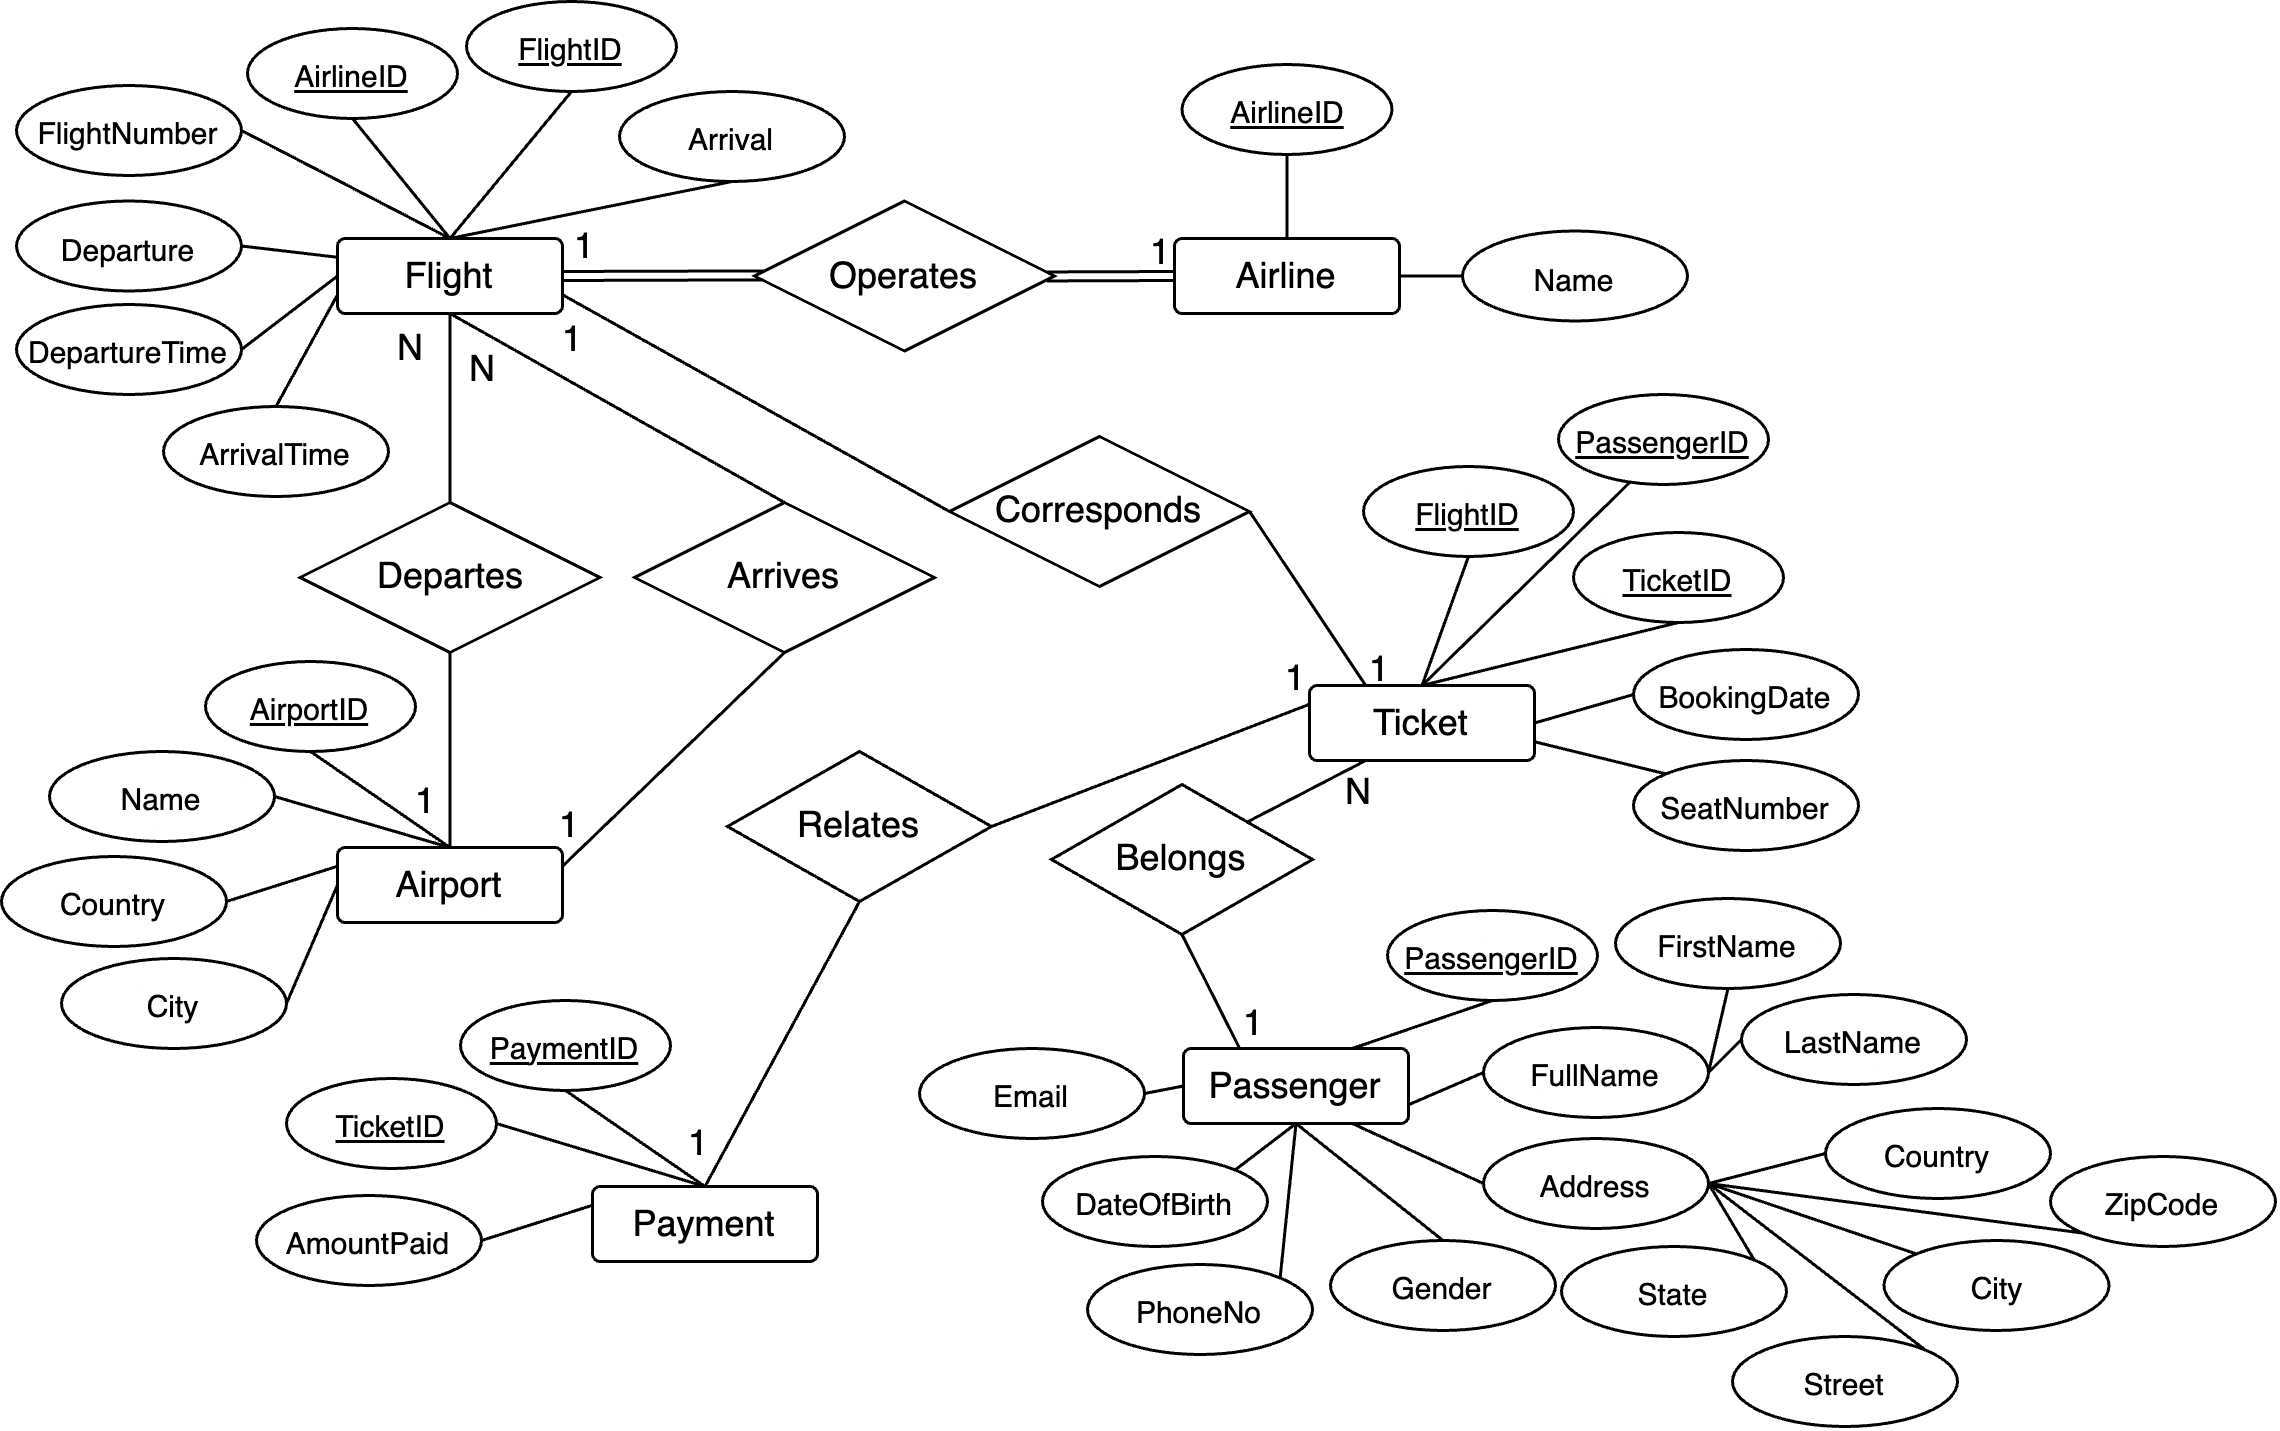 FlightID
AirlineID
FlightNumber
Arrival
AirlineID
Departure
Flight
1
Operates
1
Airline
Name
DepartureTime
N
N
1
ArrivalTime
PassengerID
Corresponds
FlightID
Departes
Arrives
TicketID
AirportID
1
1
Ticket
BookingDate
Name
1
1
N
SeatNumber
Relates
Belongs
Airport
Country
City
PassengerID
FirstName
1
PaymentID
Email
Passenger
FullName
LastName
TicketID
1
Country
DateOfBirth
Address
ZipCode
Payment
AmountPaid
PhoneNo
Gender
State
City
Street